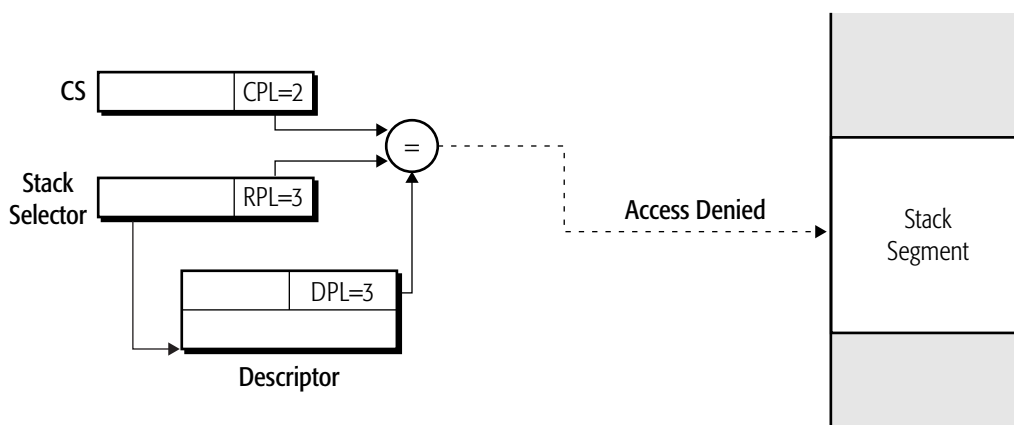 CS
CPL=2
=
Stack
Selector
RPL=3
Access Denied
Stack
Segment
DPL=3
Descriptor